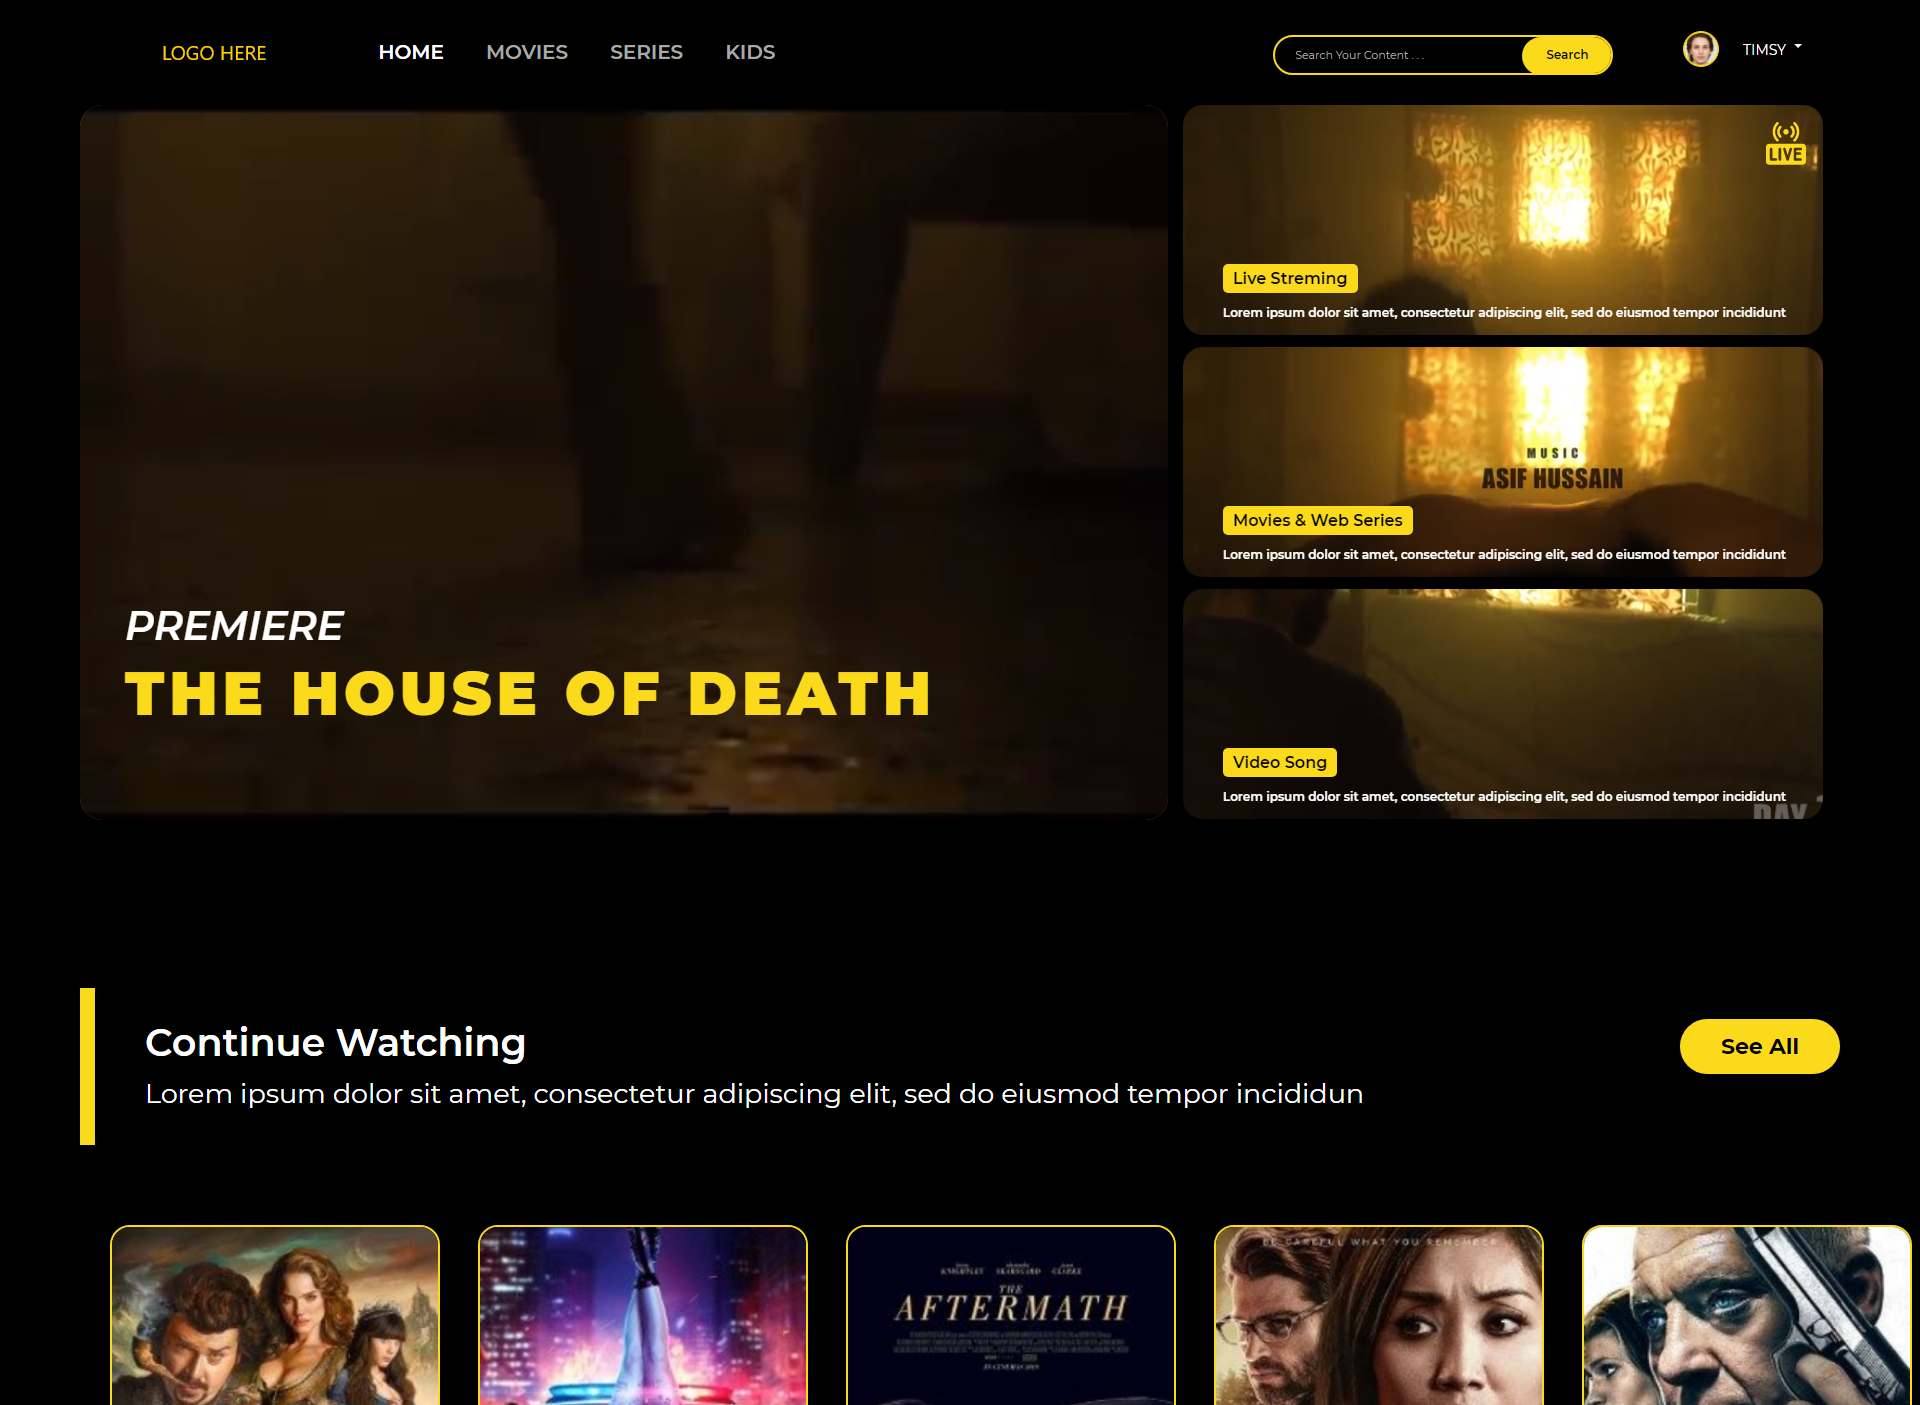 LOGO HERE
HOME
MOVIES
SERIES
KIDS
Search Your Content . . .
Search
TIMSY
LIVE
Live Streming
Lorem ipsum dolor sit amet, consectetur adipiscing elit, sed do eiusmod tempor incididunt
MUSIC
ASIF HUSSAIN
Movies & Web Series
Lorem ipsum dolor sit amet, consectetur adipiscing elit, sed do eiusmod tempor incididunt
Video Song
Lorem ipsum dolor sit amet, consectetur adipiscing elit, sed do eiusmod tempor incididunt
DAY
PREMIERE
THE HOUSE OF DEATH
Continue Watching
Lorem ipsum dolor sit amet, consectetur adipiscing elit, sed do eiusmod tempor incididun
See All
KNIGHTLEY SKARSGARD CLARKE
THE
AFTERMATH
BE CAREFUL WHAT YOU REMEMBER